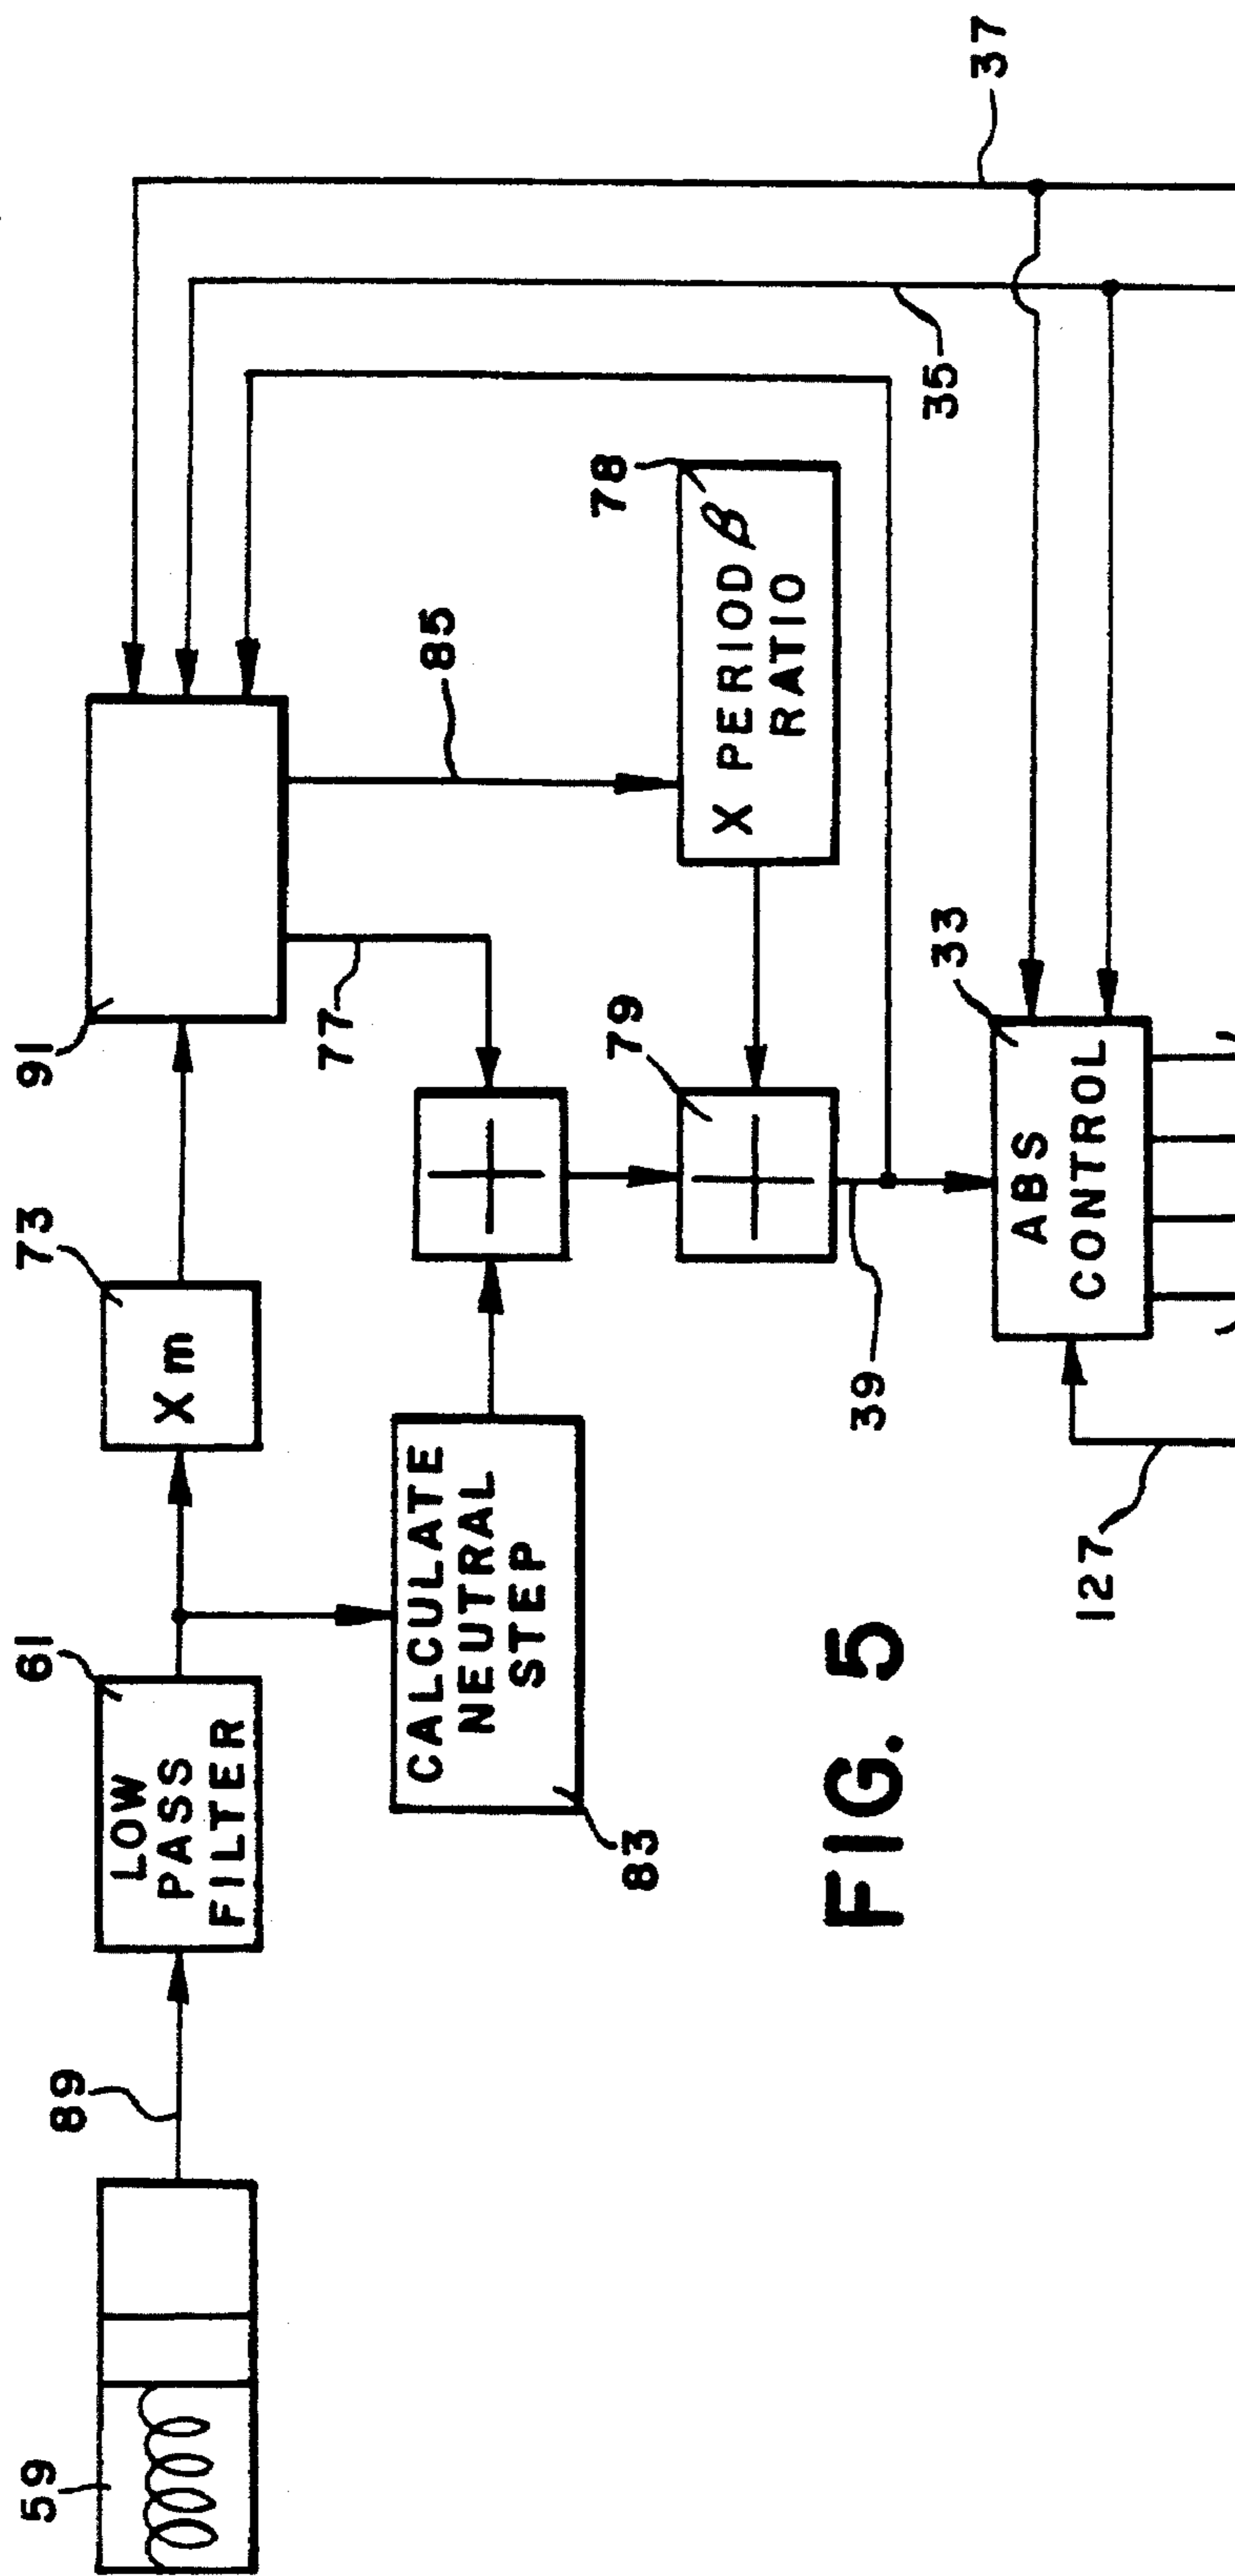 59
89
61
LOW
PASS
FILTER
73
X m
91
77
85
CALCULATE
NEUTRAL
STEP
83
79
78
X PERIOD β
RATIO
35
37
39
33
ABS
CONTROL
127
FIG. 5